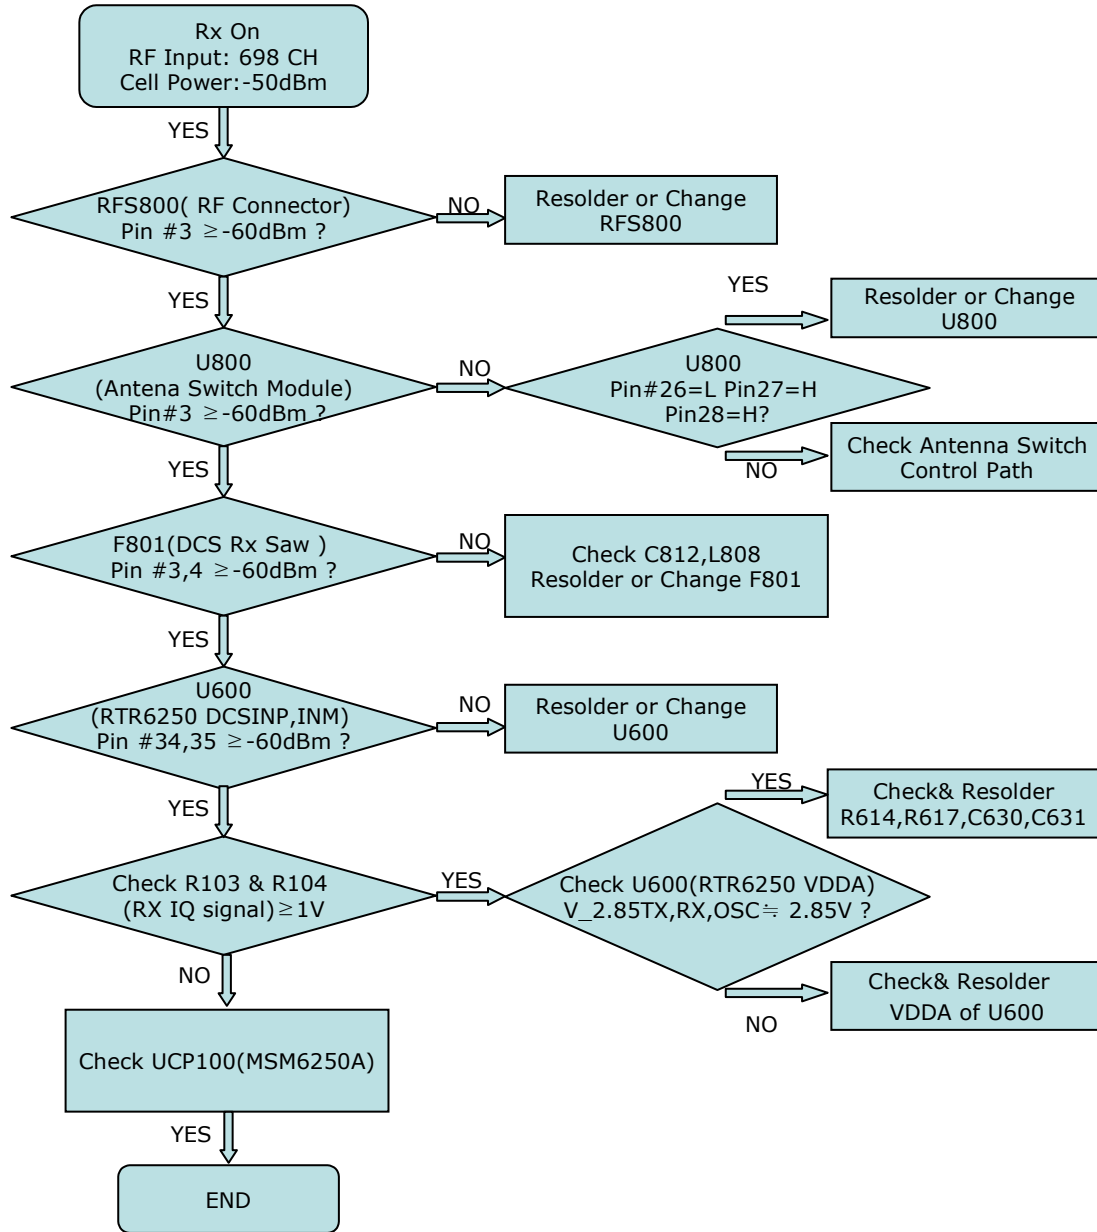 Rx On
RF Input: 698 CH
Cell Power:-50dBm
YES
RFS800( RF Connector)
Pin #3 ≥-60dBm ?
NO
Resolder or Change
RFS800
YES
U800
(Antena Switch Module)
Pin#3 ≥-60dBm ?
NO
U800
Pin#26=L Pin27=H
Pin28=H?
YES
Resolder or Change
U800
NO
Check Antenna Switch
Control Path
YES
F801(DCS Rx Saw )
Pin #3,4 ≥-60dBm ?
NO
Check C812,L808
Resolder or Change F801
YES
U600
(RTR6250 DCSINP,INM)
Pin #34,35 ≥-60dBm ?
NO
Resolder or Change
U600
YES
Check R103 & R104
(RX IQ signal)≥1V
YES
Check U600(RTR6250 VDDA)
V_2.85TX,RX,OSC≒ 2.85V ?
YES
Check& Resolder
R614,R617,C630,C631
NO
Check& Resolder
VDDA of U600
NO
Check UCP100(MSM6250A)
YES
END